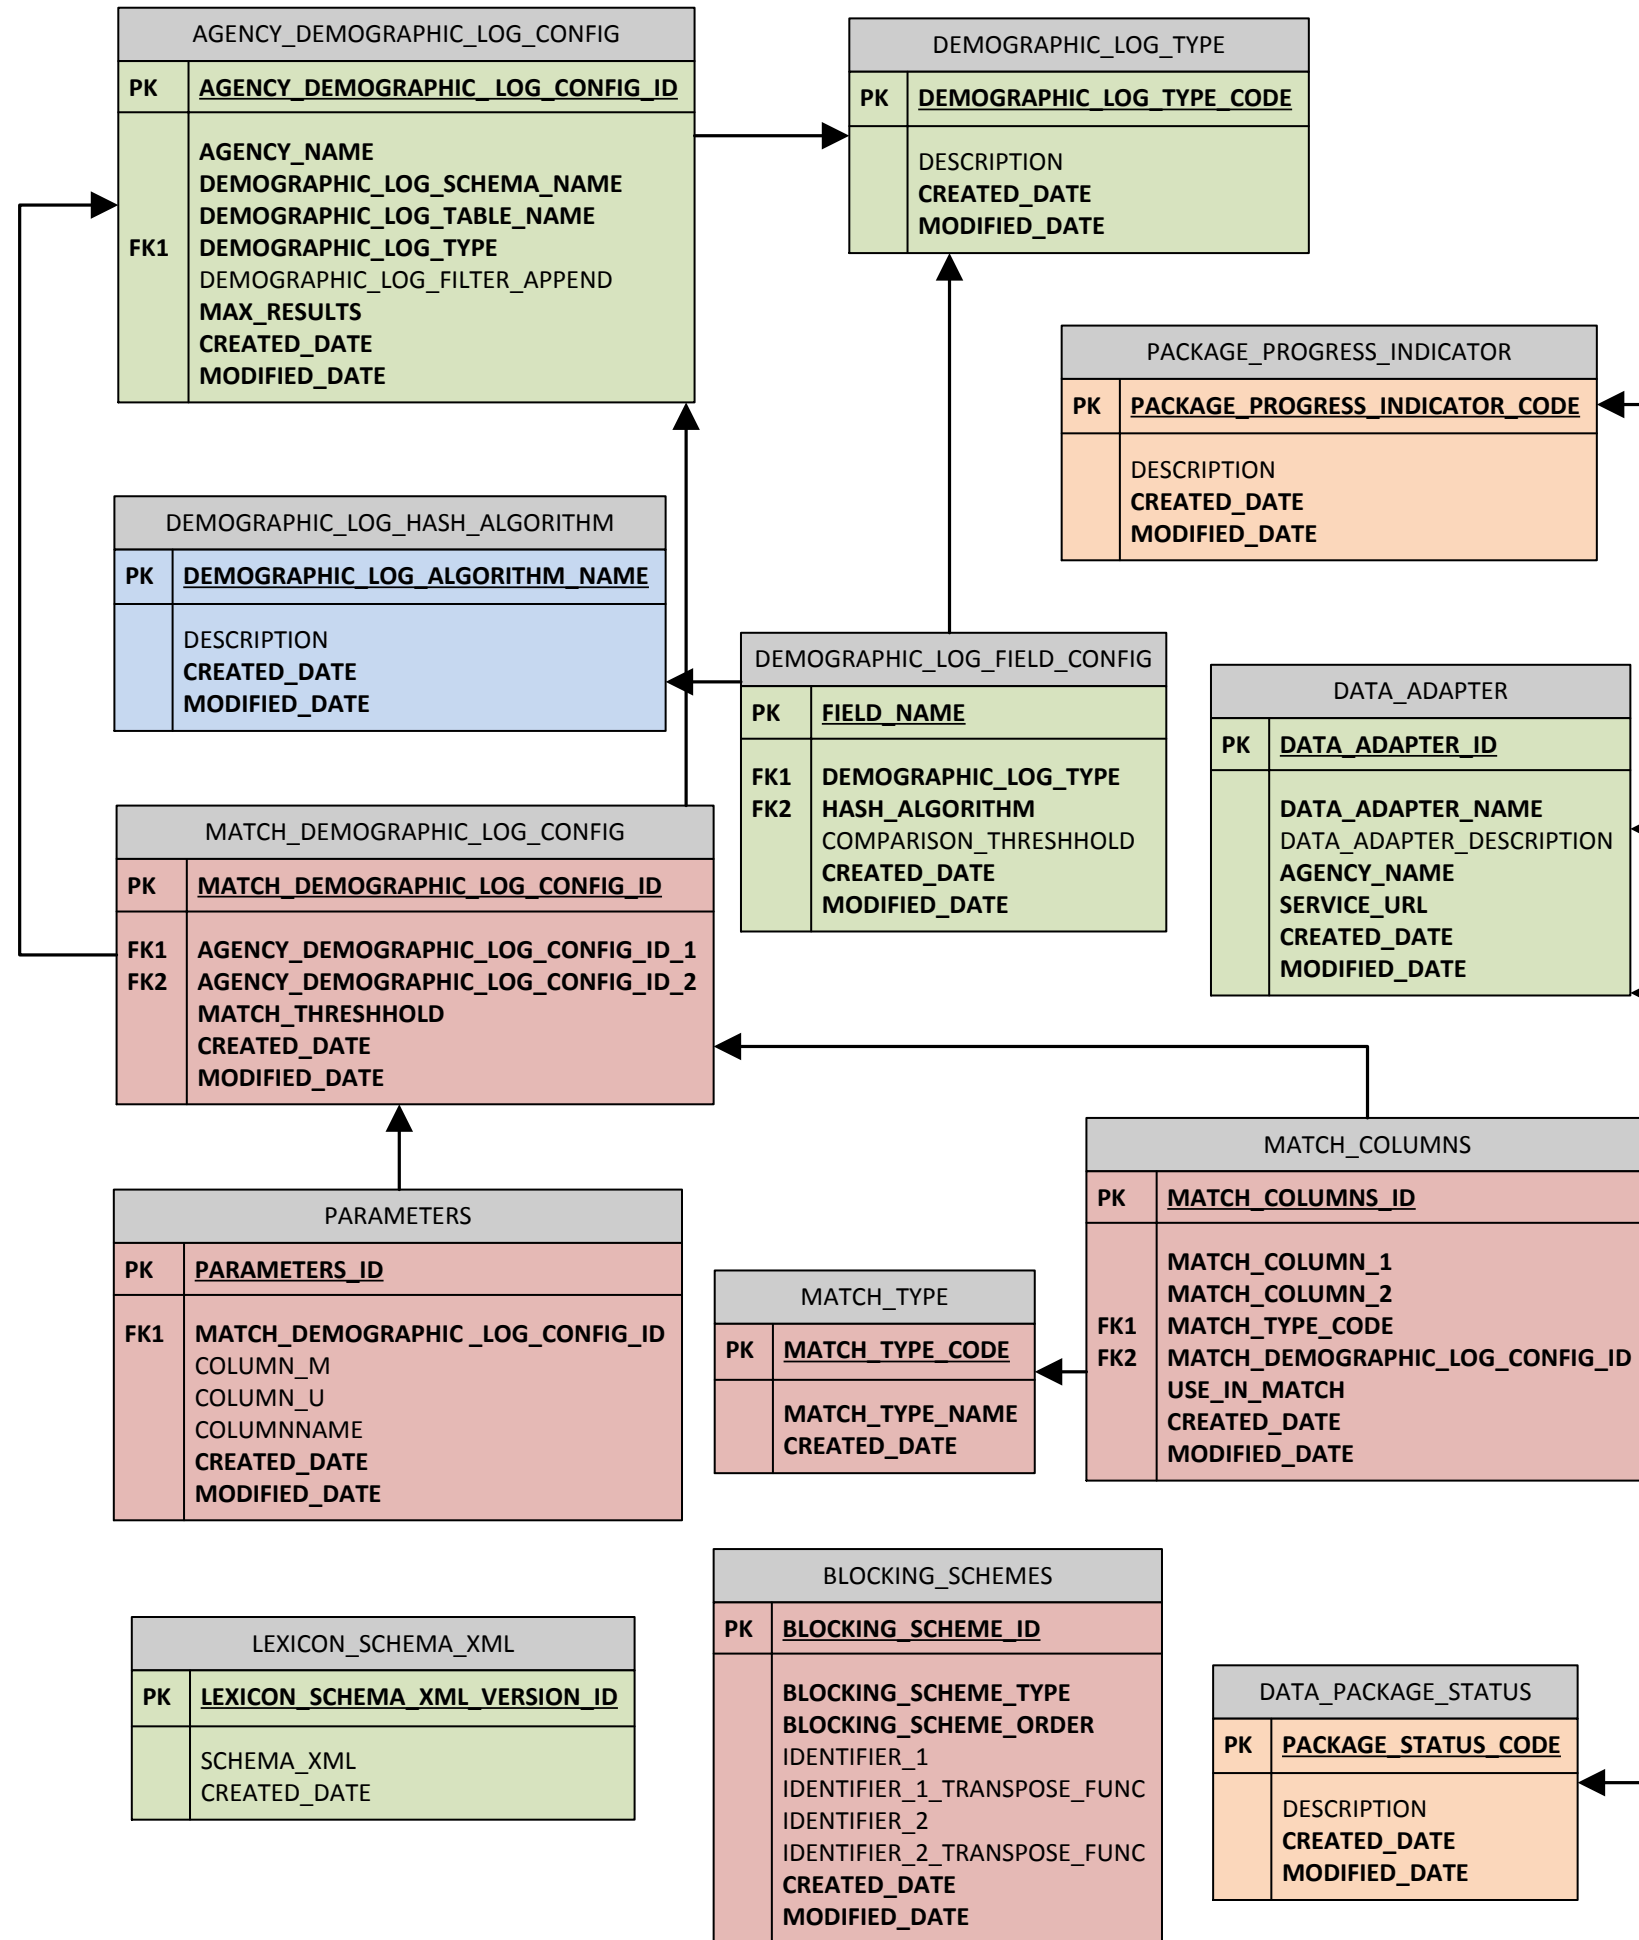 AGENCY_DEMOGRAPHIC_LOG_CONFIG
PK AGENCY_DEMOGRAPHIC_ LOG_CONFIG_ID
AGENCY_NAME
DEMOGRAPHIC_LOG_SCHEMA_NAME
DEMOGRAPHIC_LOG_TABLE_NAME
FK1 DEMOGRAPHIC_LOG_TYPE
DEMOGRAPHIC_LOG_FILTER_APPEND
MAX_RESULTS
CREATED_DATE
MODIFIED_DATE
DEMOGRAPHIC_LOG_TYPE
PK DEMOGRAPHIC_LOG_TYPE_CODE
DESCRIPTION
CREATED_DATE
MODIFIED_DATE
PACKAGE_PROGRESS_INDICATOR
PK PACKAGE_PROGRESS_INDICATOR_CODE
DESCRIPTION
CREATED_DATE
MODIFIED_DATE
DEMOGRAPHIC_LOG_HASH_ALGORITHM
PK DEMOGRAPHIC_LOG_ALGORITHM_NAME
DESCRIPTION
CREATED_DATE
MODIFIED_DATE
DEMOGRAPHIC_LOG_FIELD_CONFIG
PK FIELD_NAME
FK1 DEMOGRAPHIC_LOG_TYPE
FK2 HASH_ALGORITHM
COMPARISON_THRESHHOLD
CREATED_DATE
MODIFIED_DATE
DATA_ADAPTER
PK DATA_ADAPTER_ID
DATA_ADAPTER_NAME
DATA_ADAPTER_DESCRIPTION
AGENCY_NAME
SERVICE_URL
CREATED_DATE
MODIFIED_DATE
MATCH_DEMOGRAPHIC_LOG_CONFIG
PK MATCH_DEMOGRAPHIC_LOG_CONFIG_ID
FK1 AGENCY_DEMOGRAPHIC_LOG_CONFIG_ID_1
FK2 AGENCY_DEMOGRAPHIC_LOG_CONFIG_ID_2
MATCH_THRESHHOLD
CREATED_DATE
MODIFIED_DATE
MATCH_COLUMNS
PK MATCH_COLUMNS_ID
MATCH_COLUMN_1
MATCH_COLUMN_2
FK1 MATCH_TYPE_CODE
FK2 MATCH_DEMOGRAPHIC_LOG_CONFIG_ID
USE_IN_MATCH
CREATED_DATE
MODIFIED_DATE
PARAMETERS
PK PARAMETERS_ID
FK1 MATCH_DEMOGRAPHIC _LOG_CONFIG_ID
COLUMN_M
COLUMN_U
COLUMNNAME
CREATED_DATE
MODIFIED_DATE
MATCH_TYPE
PK MATCH_TYPE_CODE
MATCH_TYPE_NAME
CREATED_DATE
BLOCKING_SCHEMES
PK BLOCKING_SCHEME_ID
BLOCKING_SCHEME_TYPE
BLOCKING_SCHEME_ORDER
IDENTIFIER_1
IDENTIFIER_1_TRANSPOSE_FUNC
IDENTIFIER_2
IDENTIFIER_2_TRANSPOSE_FUNC
CREATED_DATE
MODIFIED_DATE
LEXICON_SCHEMA_XML
PK LEXICON_SCHEMA_XML_VERSION_ID
SCHEMA_XML
CREATED_DATE
DATA_PACKAGE_STATUS
PK PACKAGE_STATUS_CODE
DESCRIPTION
CREATED_DATE
MODIFIED_DATE